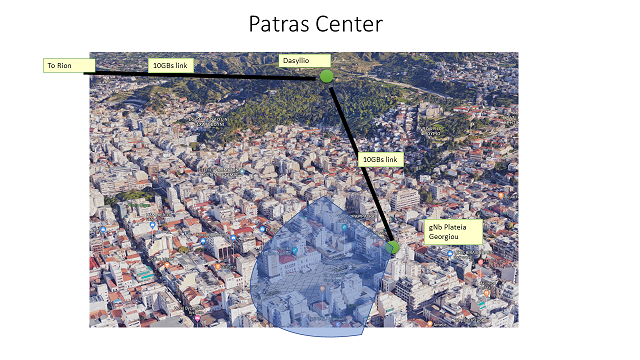 Patras Center
To Rion
10GBs link
Dasyllio
10GBs link
gNb Plateia
Georgiou